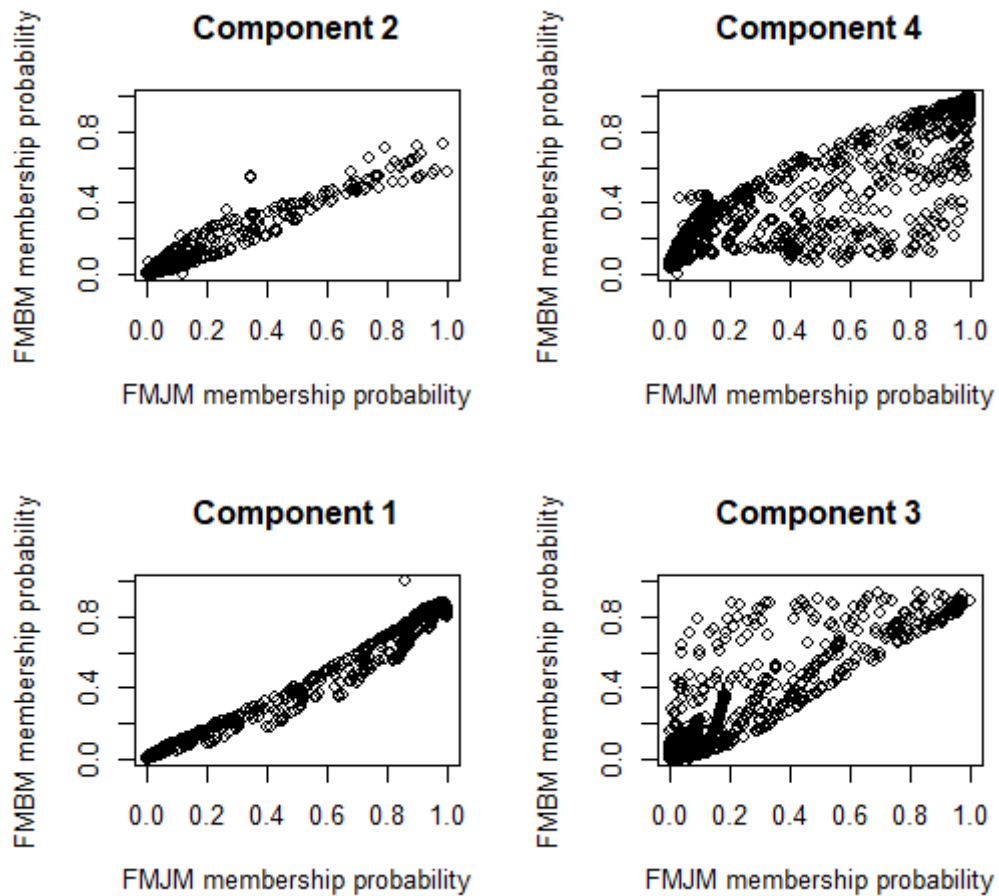 Component 2
FMBM membership probability
0.0 0.4 0.8
0.0 0.2 0.4 0.6 0.8 1.0
FMJM membership probability
Component 4
FMBM membership probability
0.0 0.4 0.8
0.0 0.2 0.4 0.6 0.8 1.0
FMJM membership probability
Component 1
FMBM membership probability
0.0 0.4 0.8
0.0 0.2 0.4 0.6 0.8 1.0
FMJM membership probability
Component 3
FMBM membership probability
0.0 0.4 0.8
0.0 0.2 0.4 0.6 0.8 1.0
FMJM membership probability